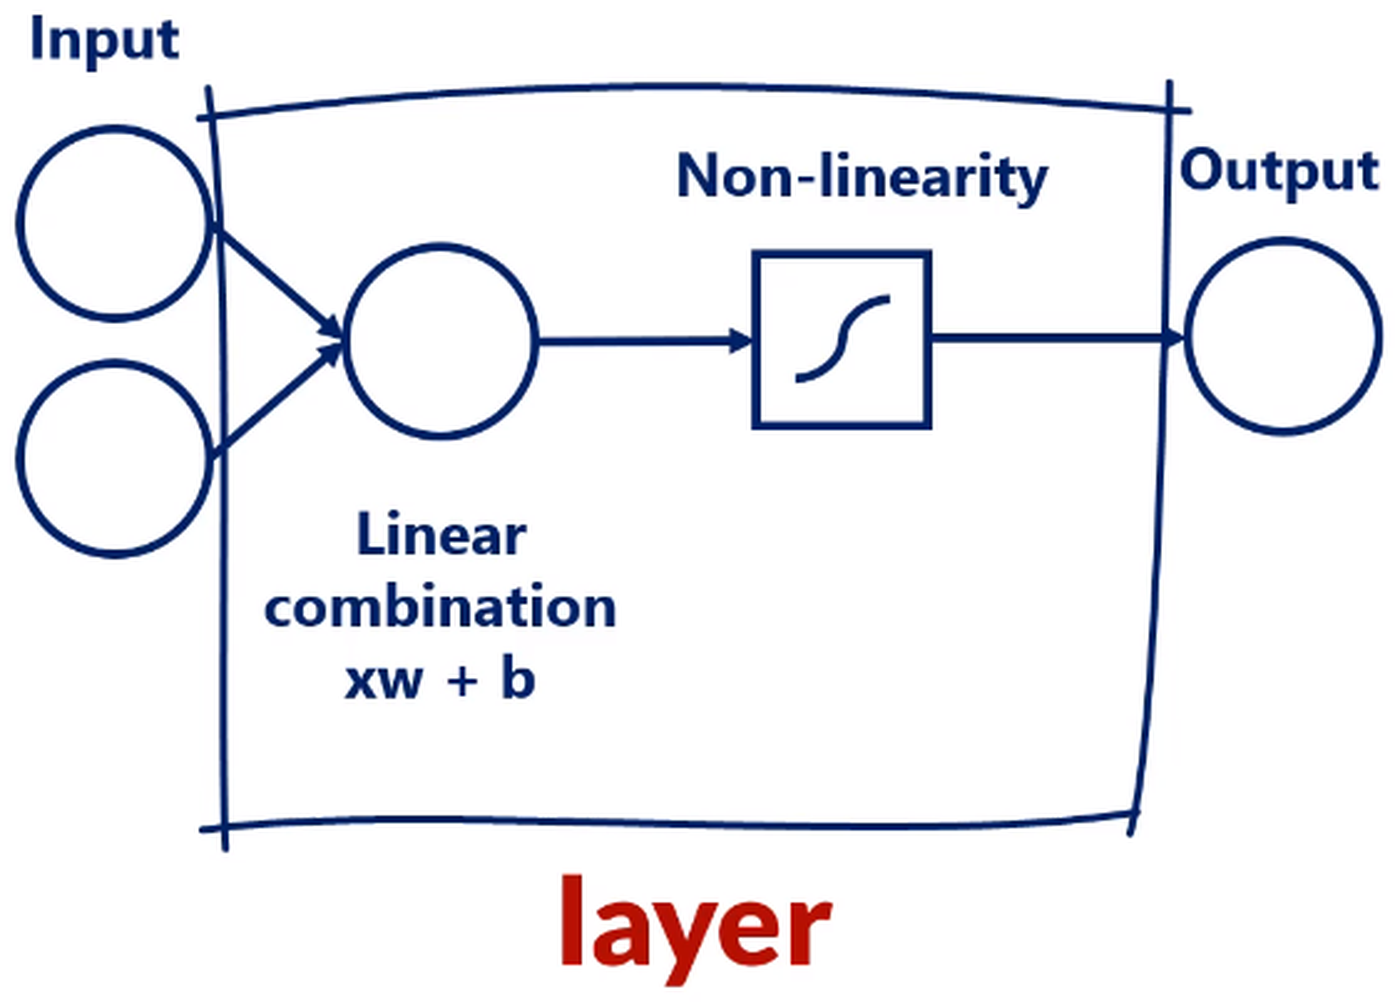 Input
Non-linearity
Output
Linear
combination
xw + b
layer